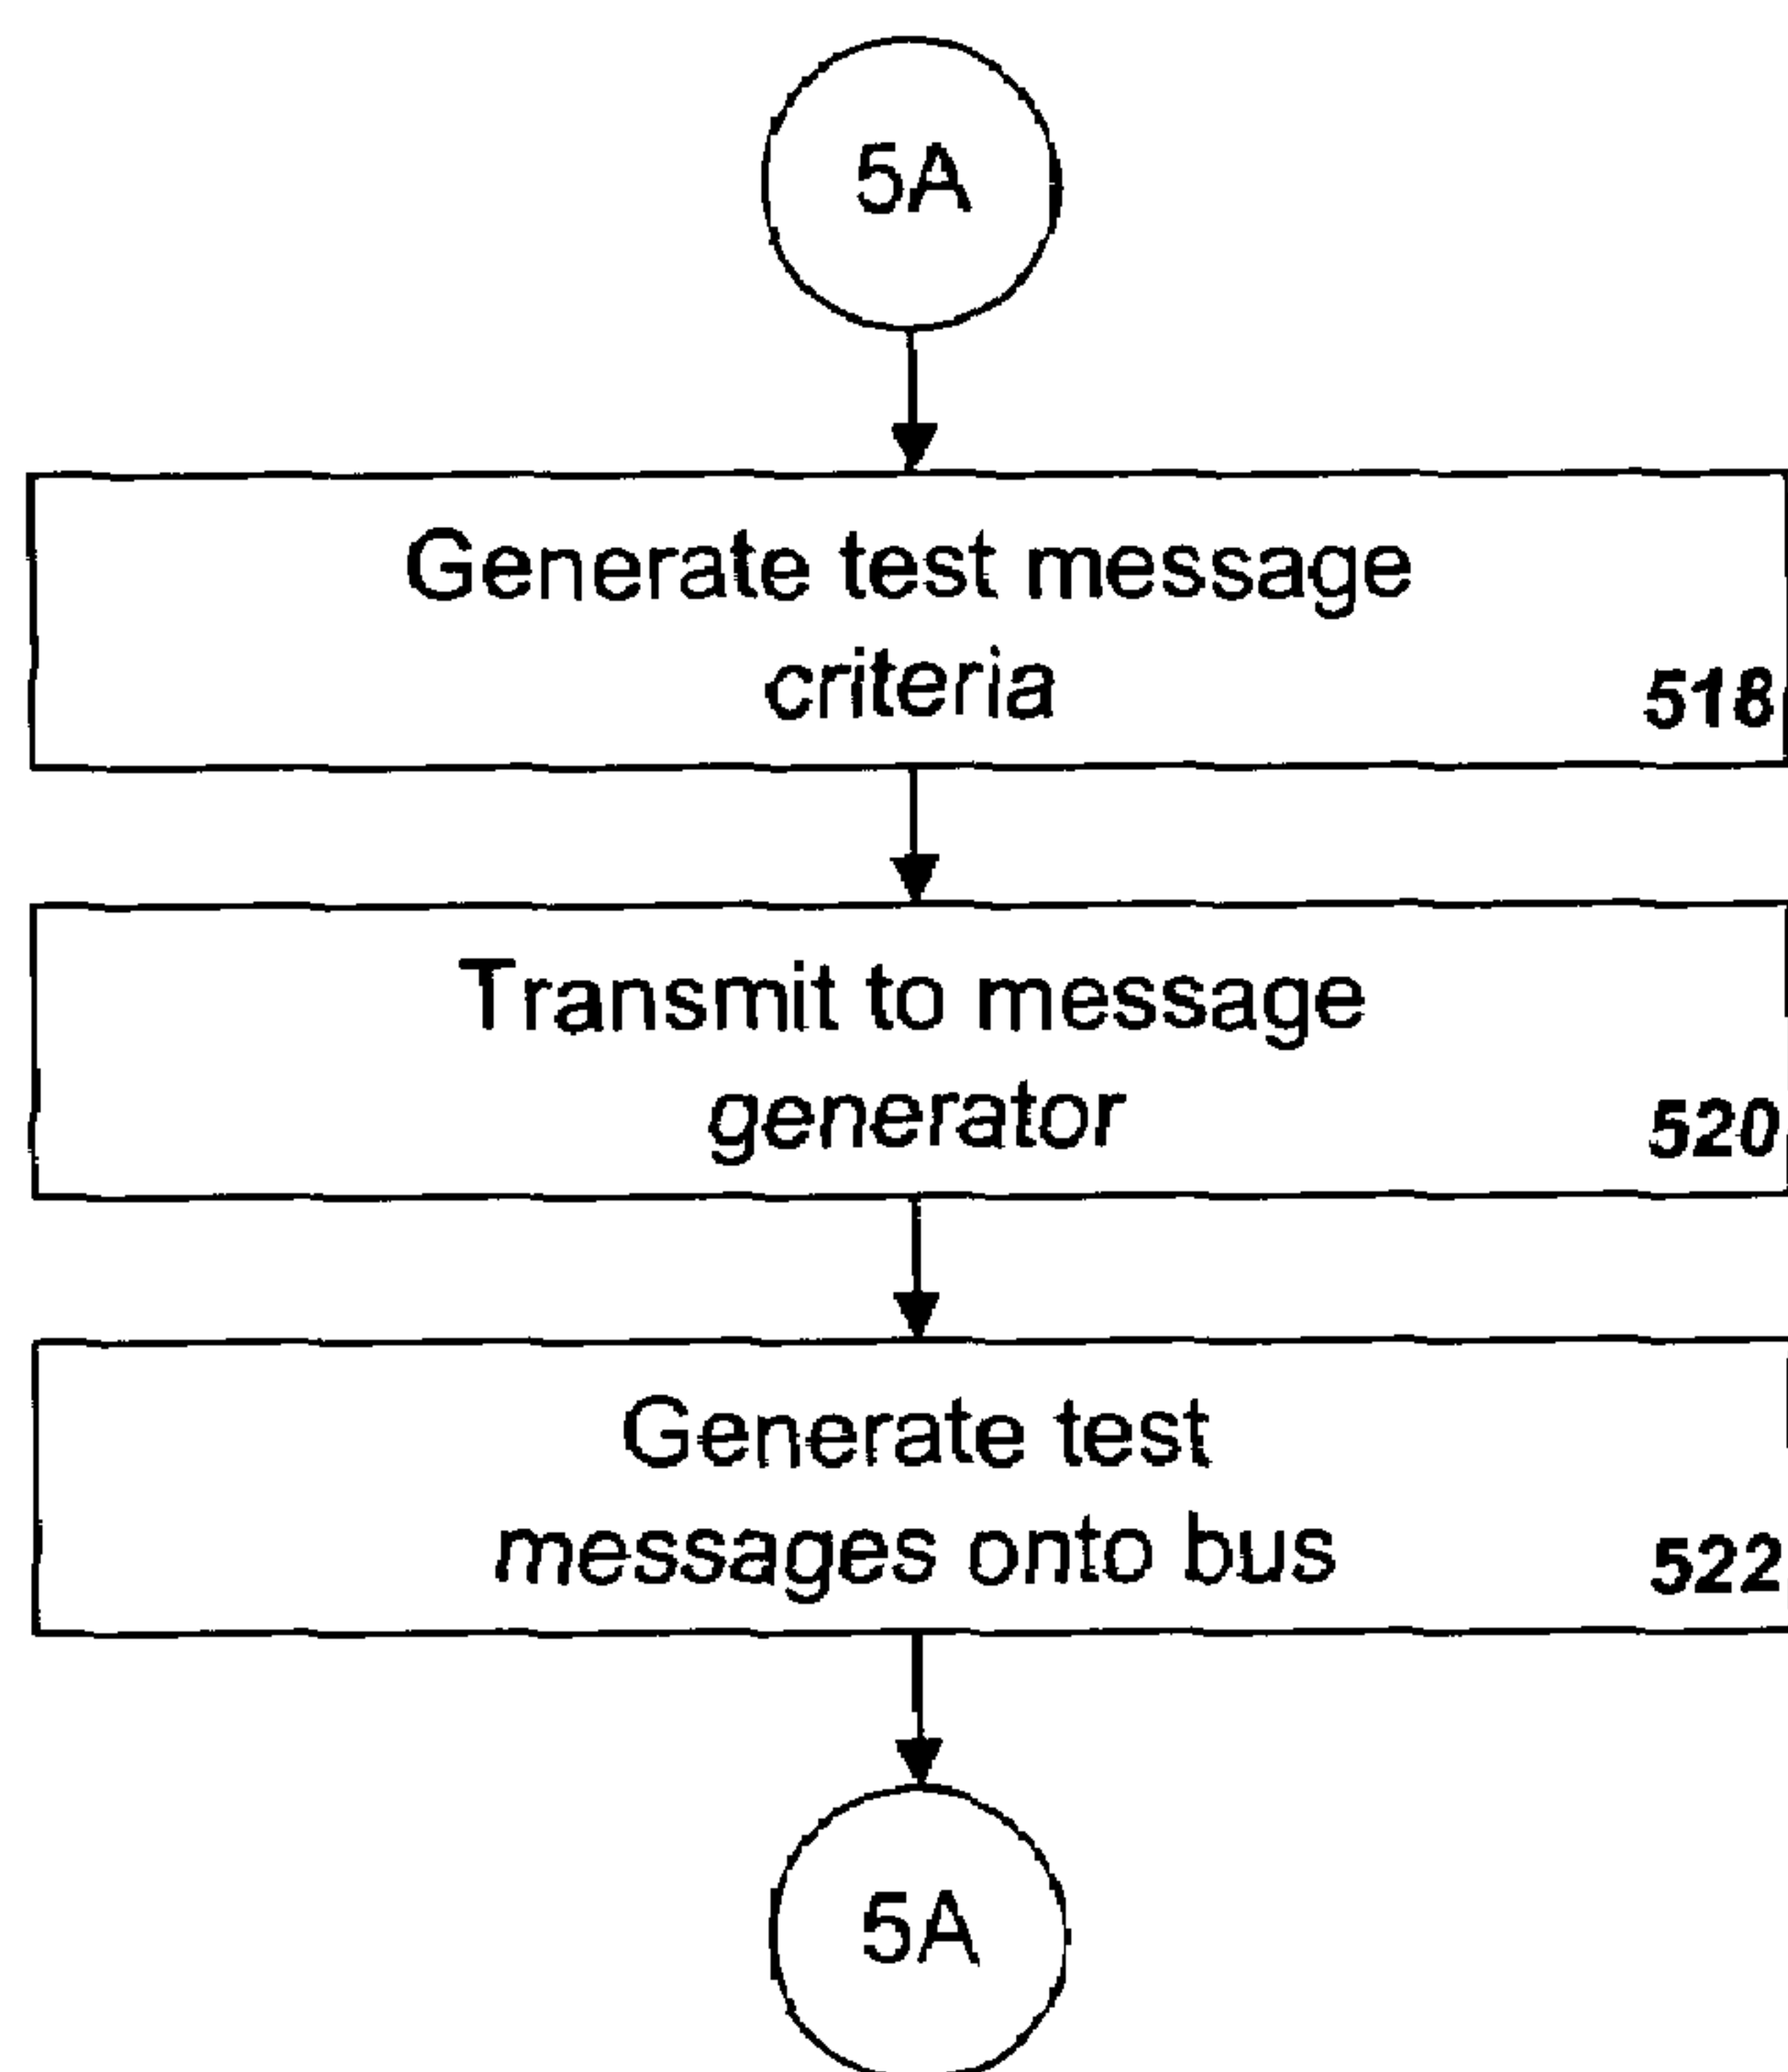 5A
Generate test message
criteria
518
Transmit to message
generator
520
Generate test
messages onto bus
522
5A